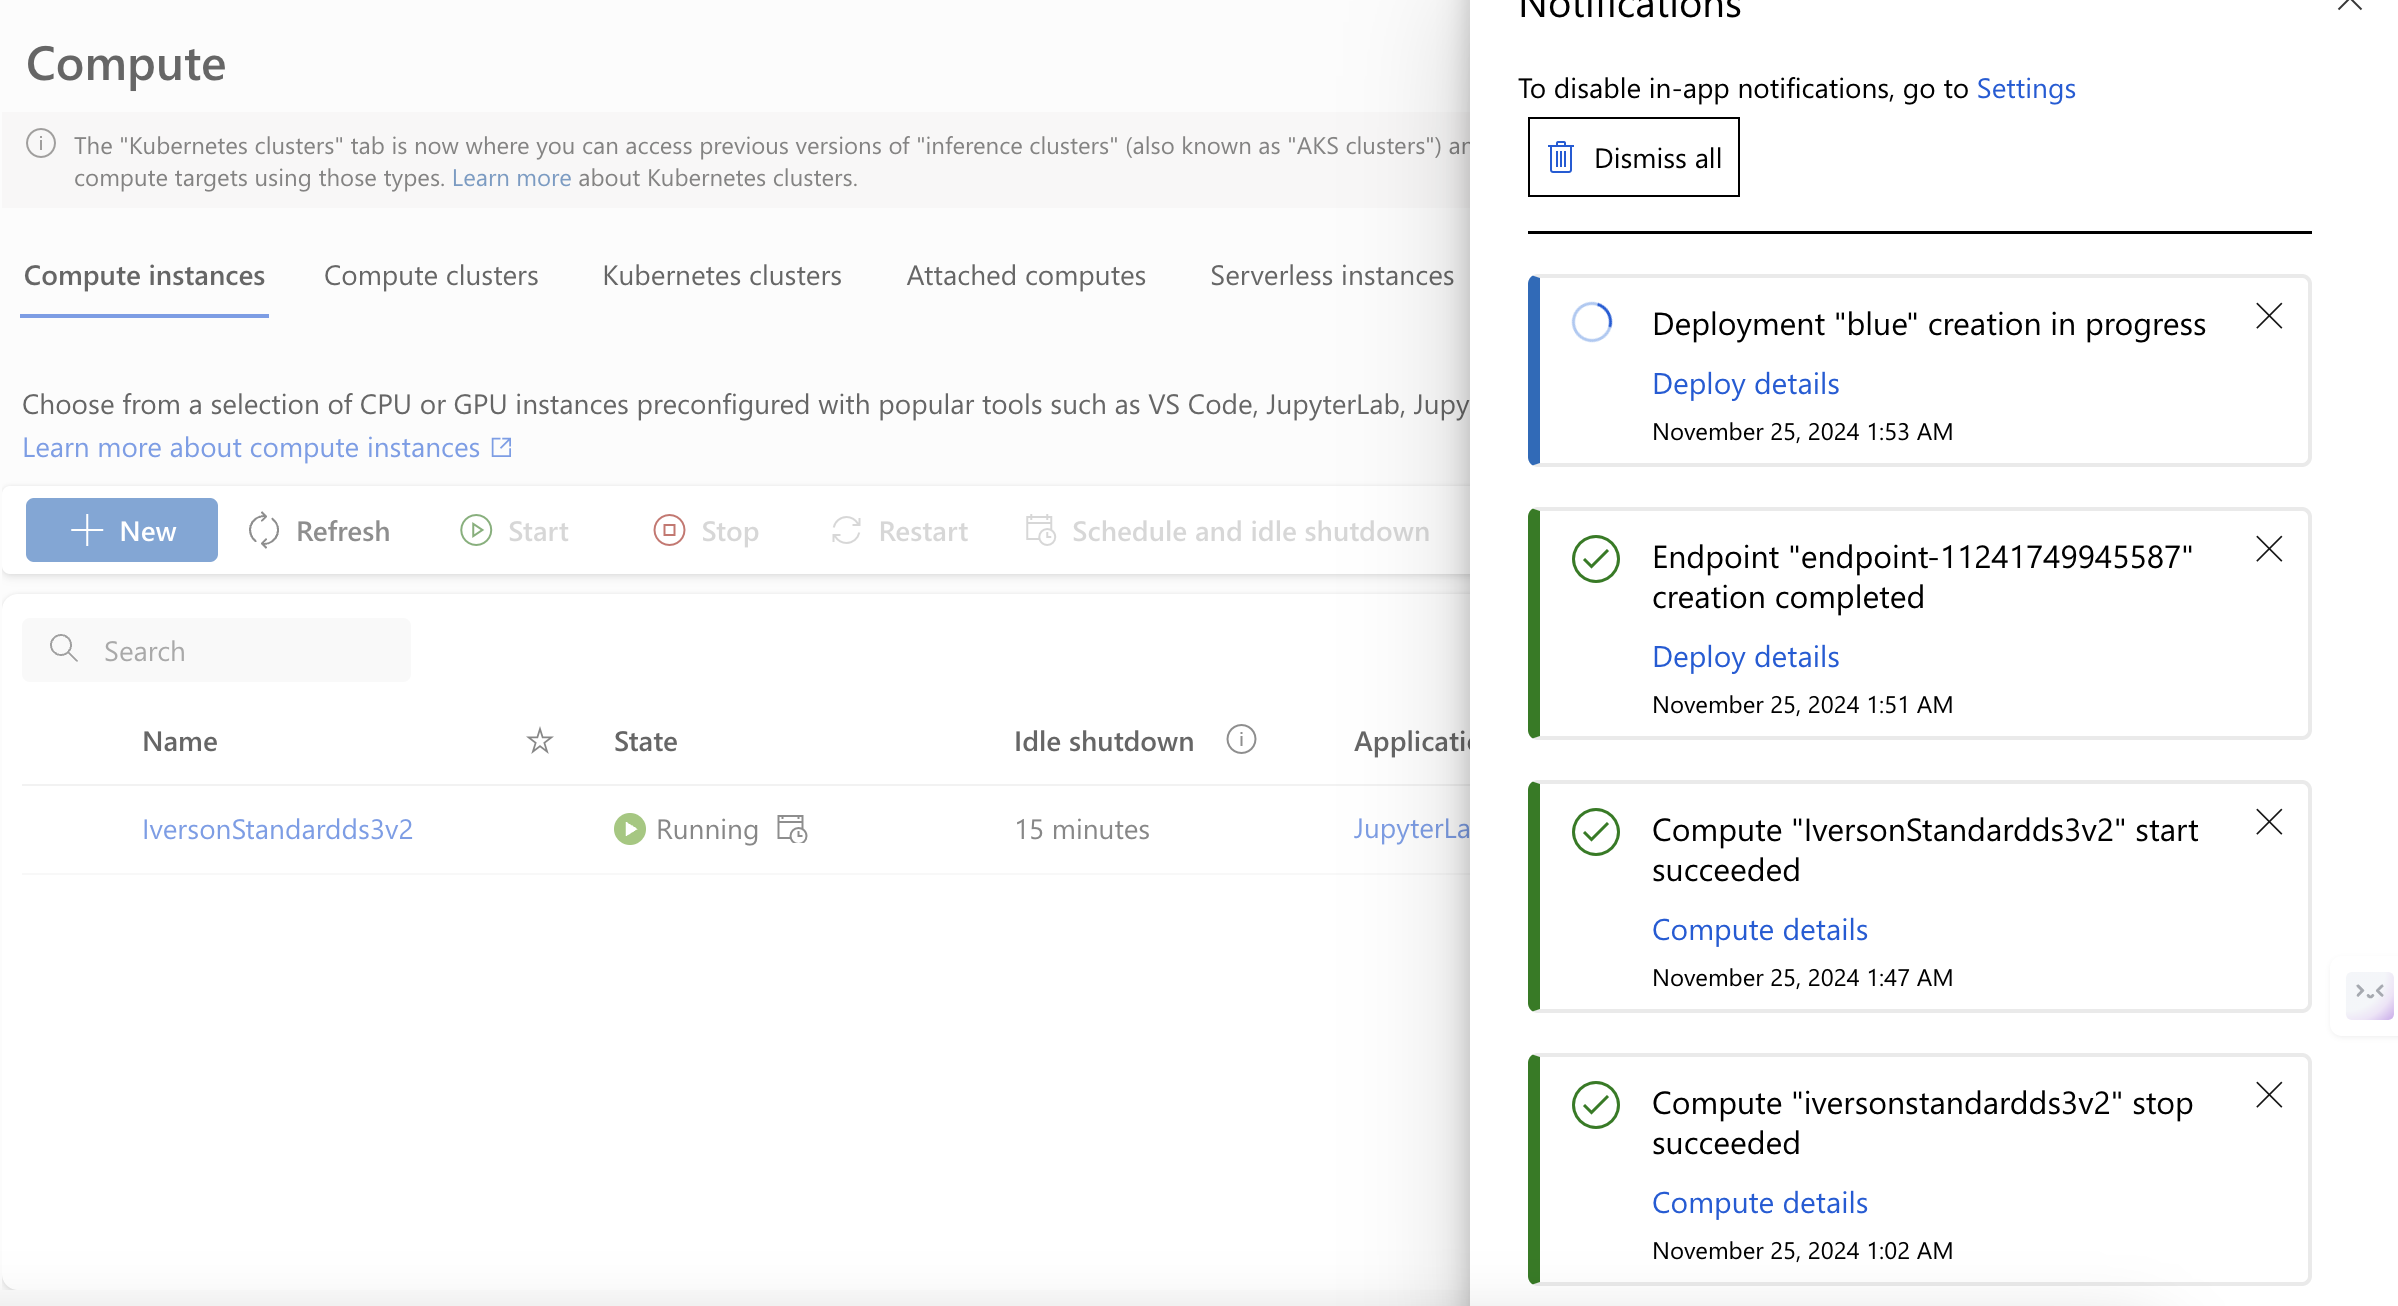 Compute
The "Kubernetes clusters" tab is now where you can access previous versions of "inference clusters" (also known as "AKS clusters")
compute targets using those types. Learn more about Kubernetes clusters.
Compute instances Compute clusters Kubernetes clusters Attached computes Serverless instances
Choose from a selection of CPU or GPU instances preconfigured with popular tools such as VS Code, JupyterLab, Jupy
Learn more about compute instances
New Refresh Start Stop Restart Schedule and idle shutdown
Search
Name State Idle shutdown Applicati
IversonStandardds3v2 Running 15 minutes JupyterLa
Notifications
To disable in-app notifications, go to Settings
Dismiss all
Deployment "blue" creation in progress
Deploy details
November 25, 2024 1:53 AM
Endpoint "endpoint-11241749945587"
creation completed
Deploy details
November 25, 2024 1:51 AM
Compute "IversonStandardds3v2" start
succeeded
Compute details
November 25, 2024 1:47 AM
Compute "iversonstandardds3v2" stop
succeeded
Compute details
November 25, 2024 1:02 AM